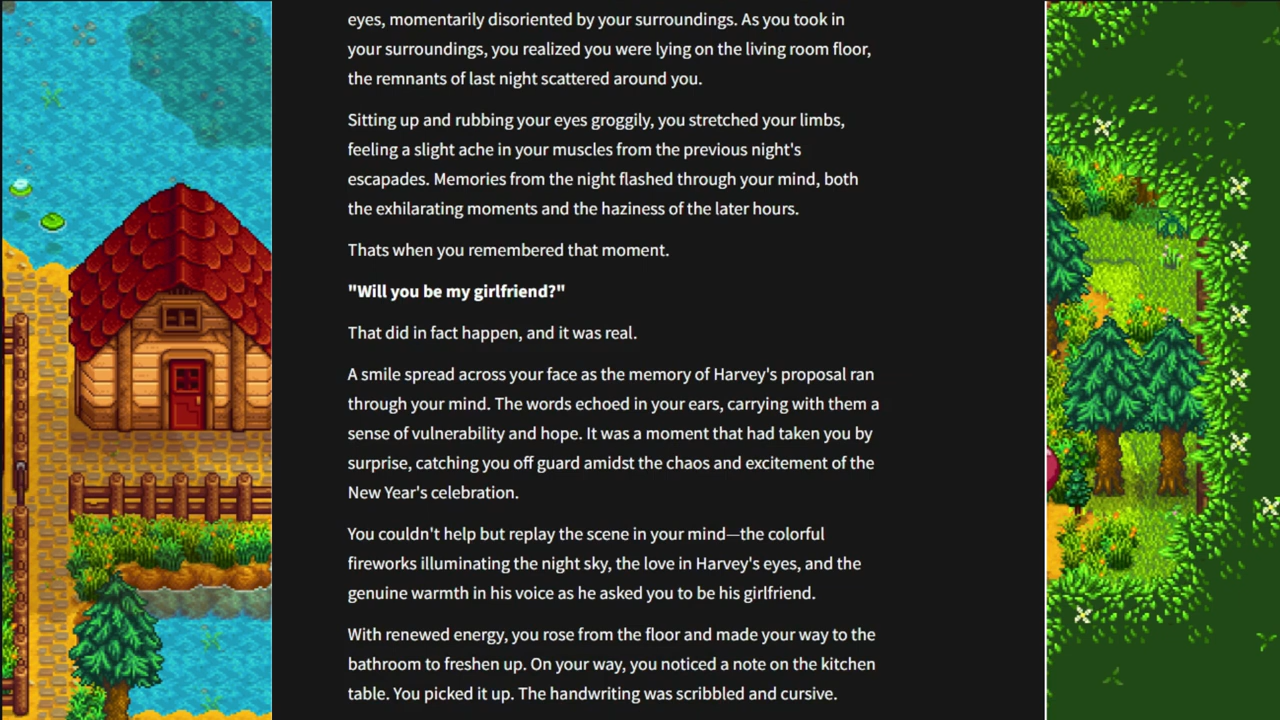 eyes, momentarily disoriented by your surroundings. As you took in
your surroundings, you realized you were lying on the living room floor,
the remnants of last night scattered around you.
Sitting up and rubbing your eyes groggily, you stretched your limbs,
feeling a slight ache in your muscles from the previous night's
escapades. Memories from the night flashed through your mind, both
the exhilarating moments and the haziness of the later hours.
Thats when you remembered that moment.
"Will you be my girlfriend?"
That did in fact happen, and it was real.
A smile spread across your face as the memory of Harvey's proposal ran
through your mind. The words echoed in your ears, carrying with them a
sense of vulnerability and hope. It was a moment that had taken you by
surprise, catching you off guard amidst the chaos and excitement of the
New Year's celebration.
You couldn't help but replay the scene in your mind—the colorful
fireworks illuminating the night sky, the love in Harvey's eyes, and the
genuine warmth in his voice as he asked you to be his girlfriend.
With renewed energy, you rose from the floor and made your way to the
bathroom to freshen up. On your way, you noticed a note on the kitchen
table. You picked it up. The handwriting was scribbled and cursive.